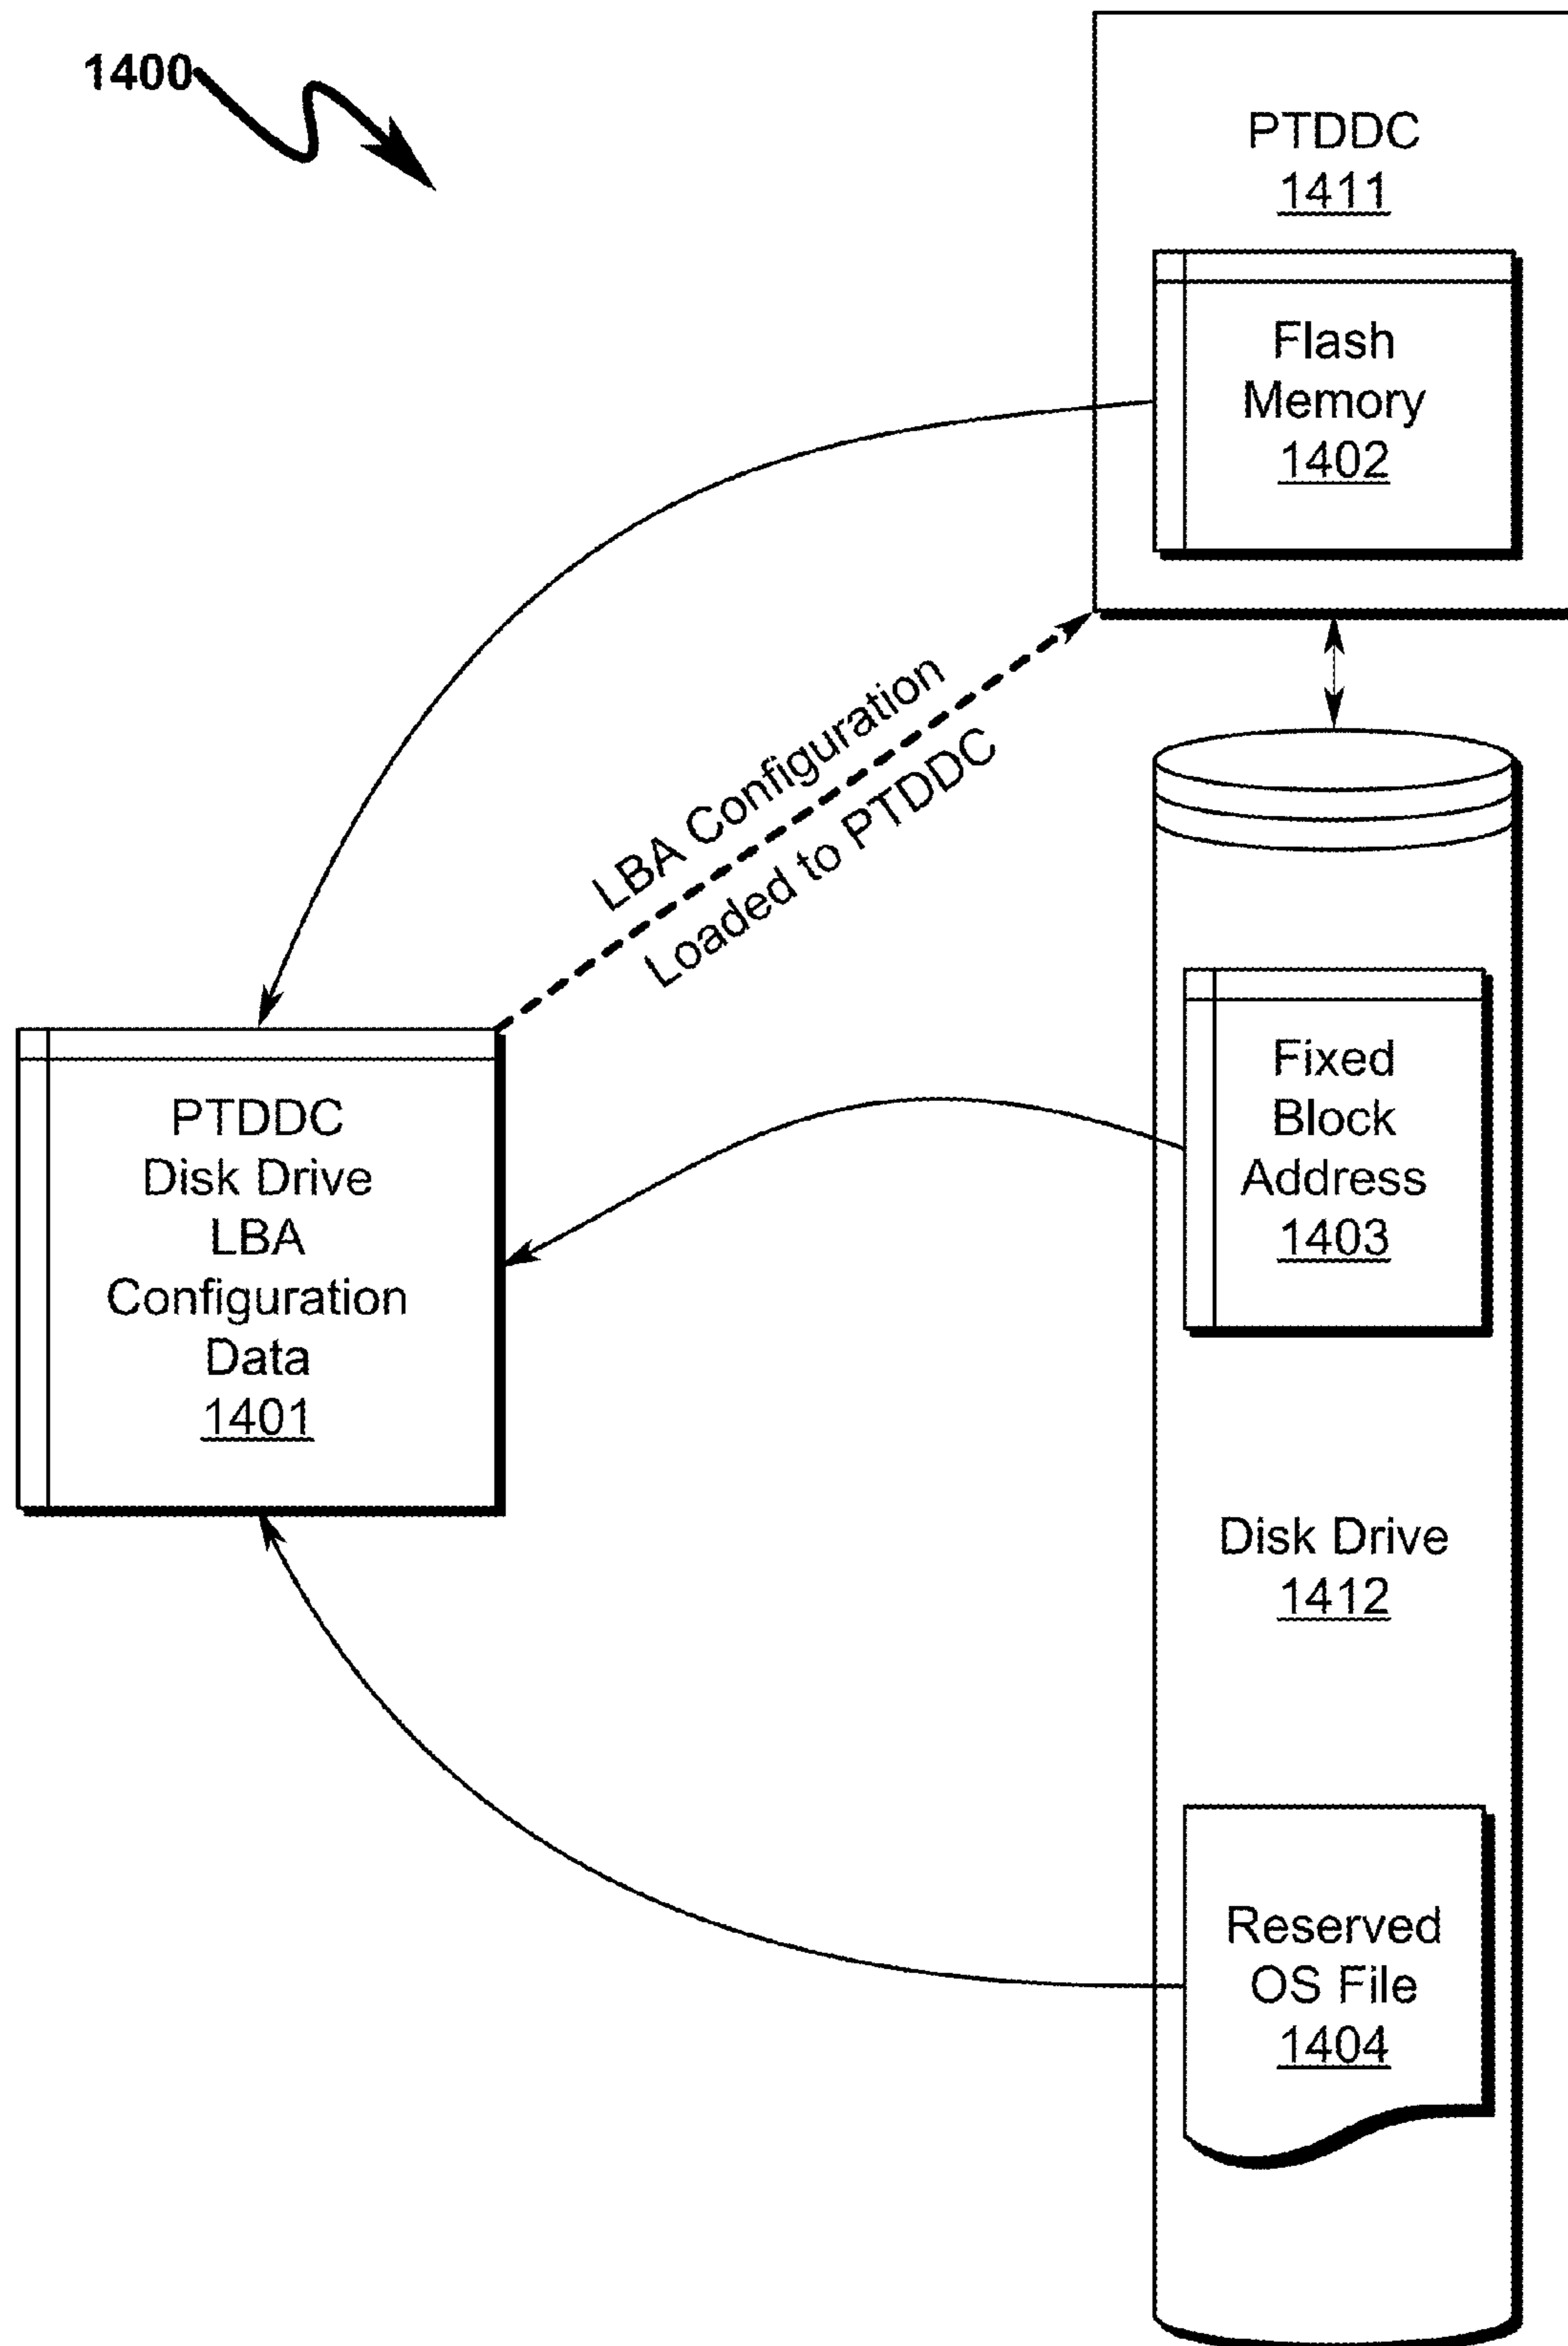 1400
PTDDC
1411
Flash
Memory
1402
LBA Configuration
Loaded to PTDDC
PTDDC
Disk Drive
LBA
Configuration
Data
1401
Fixed
Block
Address
1403
Disk Drive
1412
Reserved
OS File
1404